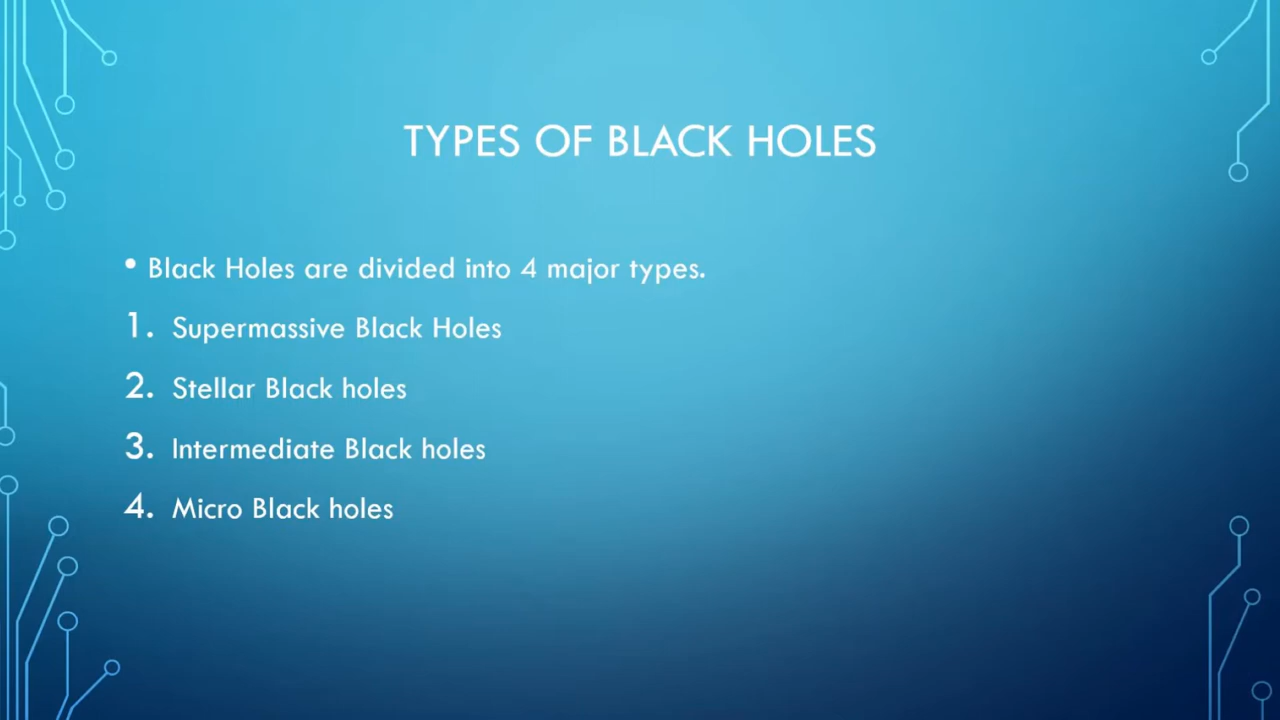 TYPES OF BLACK HOLES
• Black Holes are divided into 4 major types.
1. Supermassive Black Holes
2. Stellar Black holes
3. Intermediate Black holes
4. Micro Black holes